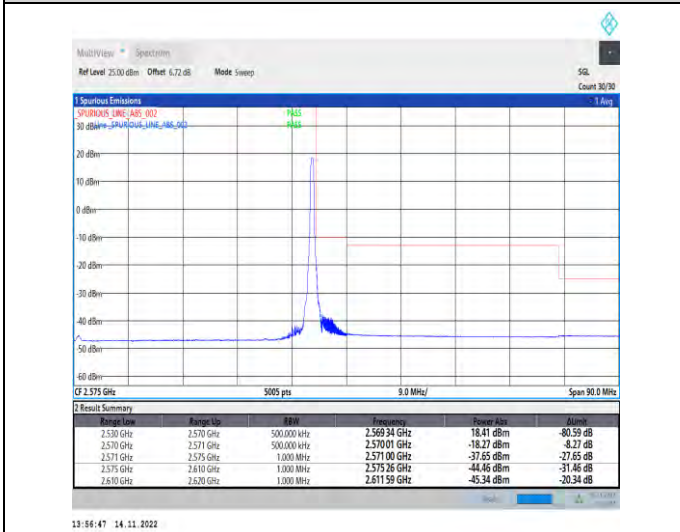 MultiView Spectrum
Ref Level 25.00 dBm Offset 6.72 dB Mode Sweep SGL
Count 30/30
1 Spurious Emissions 1 Avg
_SPURIOUS_LINE_ABS_002 PASS
30 dBm Line _SPURIOUS_LINE_ABS_002 PASS
20 dBm
10 dBm
0 dBm
-10 dBm
-20 dBm
-30 dBm
-40 dBm
-50 dBm
-60 dBm
CF 2.575 GHz 5005 pts 9.0 MHz/ Span 90.0 MHz
2 Result Summary
Range Low Range Up RBW Frequency Power Abs ΔLimit
2.530 GHz 2.570 GHz 500.000 kHz 2.569 34 GHz 18.41 dBm -80.59 dB
2.570 GHz 2.571 GHz 500.000 kHz 2.570 01 GHz -18.27 dBm -8.27 dB
2.571 GHz 2.575 GHz 1.000 MHz 2.571 00 GHz -37.65 dBm -27.65 dB
2.575 GHz 2.610 GHz 1.000 MHz 2.575 26 GHz -44.46 dBm -31.46 dB
2.610 GHz 2.620 GHz 1.000 MHz 2.611 59 GHz -45.34 dBm -20.34 dB
13:56:47 14.11.2022